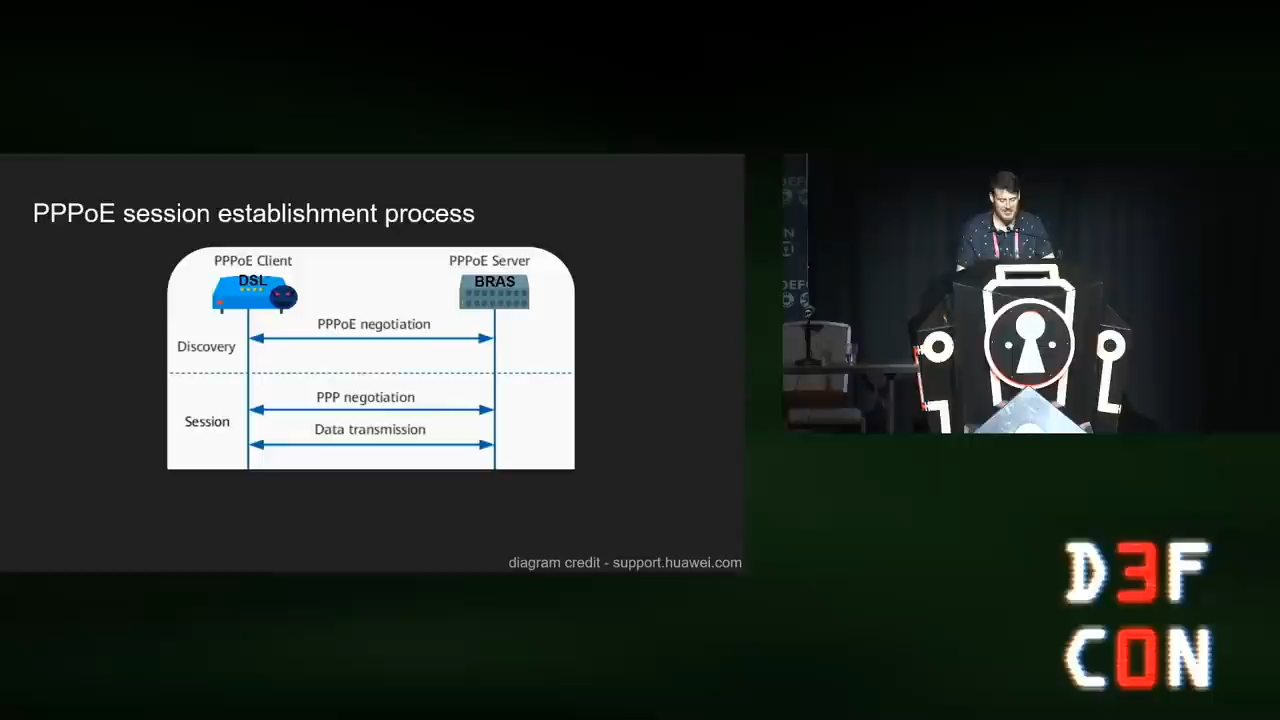 PPPoE session establishment process
PPPoE Client
PPPoE Server
DSL
BRAS
PPPoE negotiation
Discovery
PPP negotiation
Session
Data transmission
diagram credit - support.huawei.com
D3F
C0N